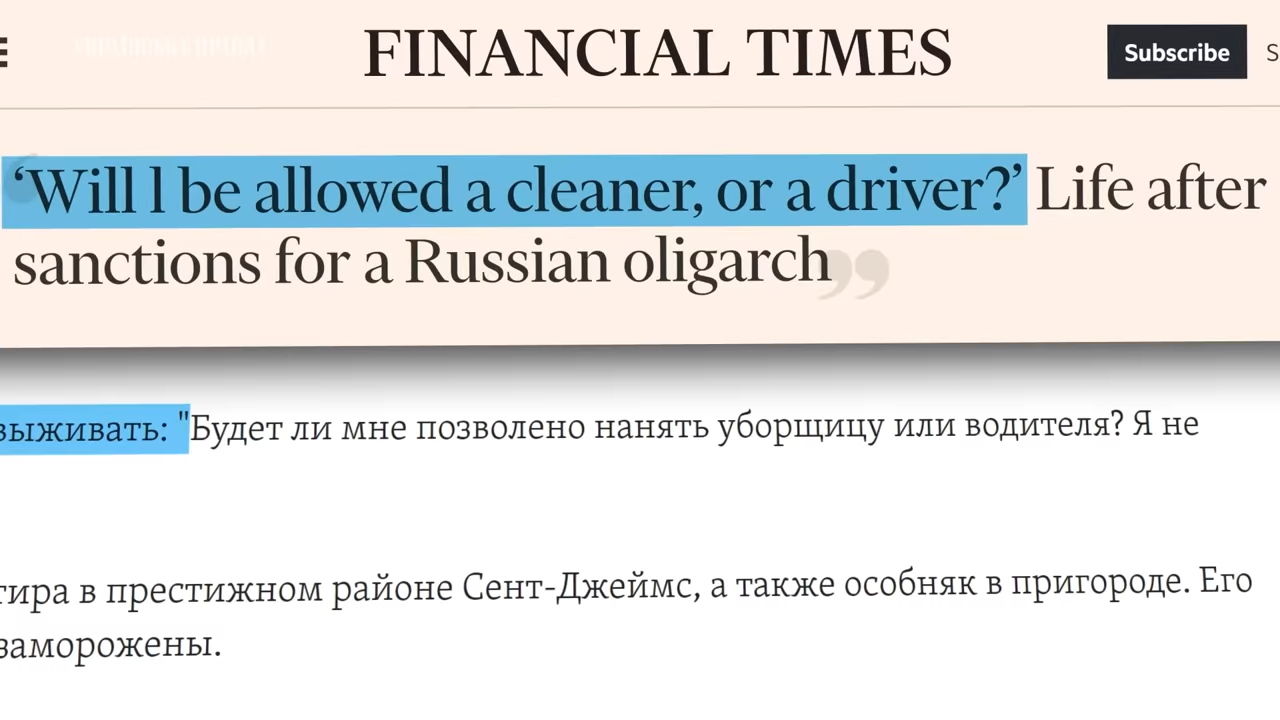 FINANCIAL TIMES
Subscribe
S
‘Will I be allowed a cleaner, or a driver?’ Life after
sanctions for a Russian oligarch
выживать: "Будет ли мне позволено нанять уборщицу или водителя? Я не
тира в престижном районе Сент-Джеймс, а также особняк в пригороде. Его
заморожены.